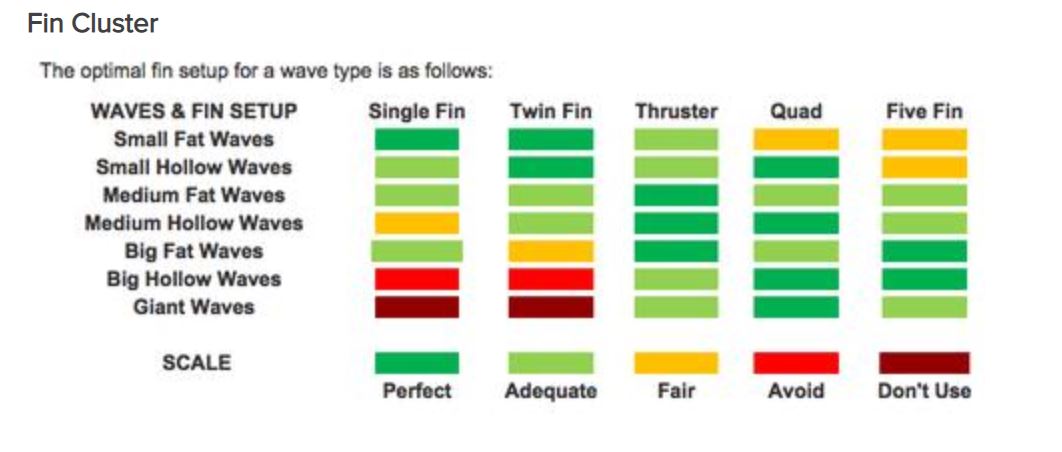 Fin Cluster
The optimal fin setup for a wave type is as follows:
WAVES & FIN SETUP Single Fin Twin Fin Thruster Quad Five Fin
Small Fat Waves
Small Hollow Waves
Medium Fat Waves
Medium Hollow Waves
Big Fat Waves
Big Hollow Waves
Giant Waves
SCALE
Perfect Adequate Fair Avoid Don't Use